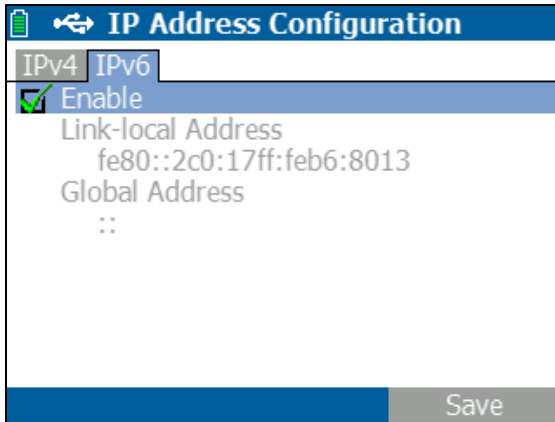 IP Address Configuration
IPv4 IPv6
Enable
Link-local Address
fe80::2c0:17ff:feb6:8013
Global Address
::
Save